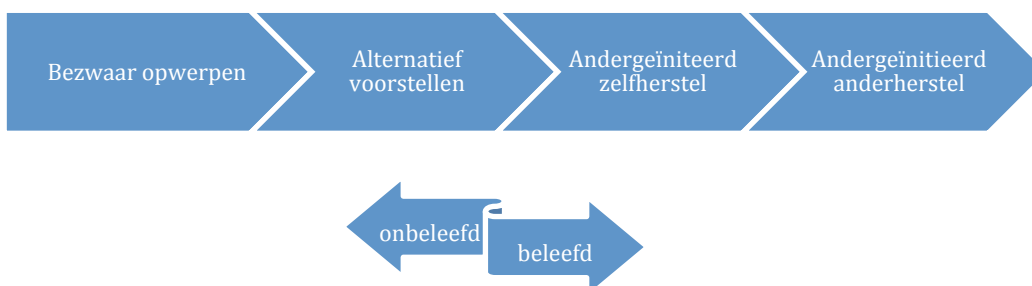 Bezwaar opwerpen
Alternatief
voorstellen
Andergeïniteerd
zelfherstel
Andergeïnitieerd
anderherstel
onbeleefd
beleefd